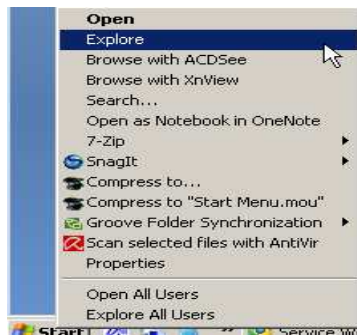 Open
Explore
Browse with ACDSee
Browse with XnView
Search...
Open as Notebook in OneNote
7-Zip
SnagIt
Compress to...
Compress to "Start Menu.mou"
Groove Folder Synchronization
Scan selected files with AntiVir
Properties
Open All Users
Explore All Users
Start
Service